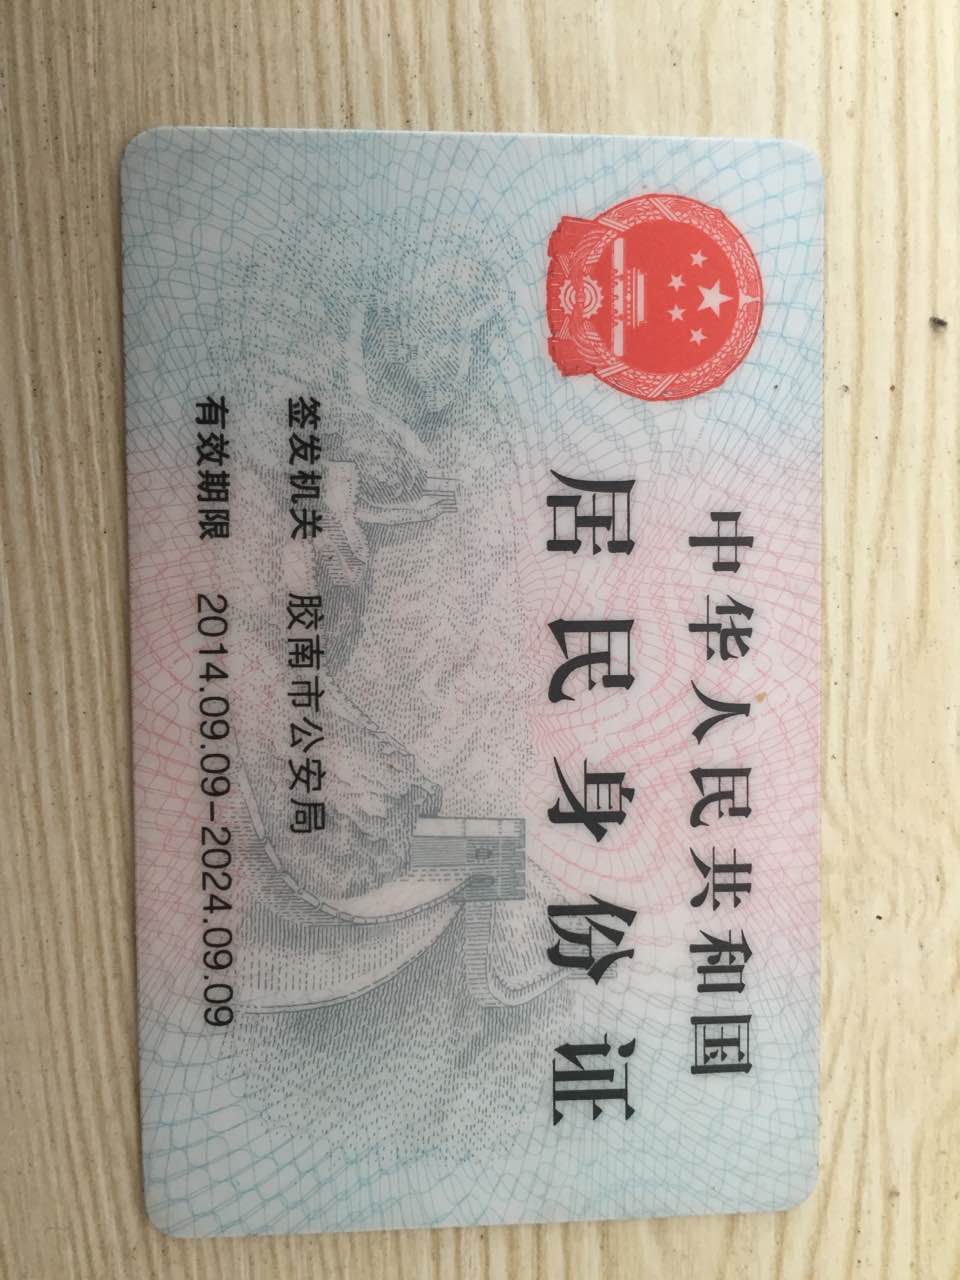 中华人民共和国
居民身份证
签发机关 胶南市公安局
有效期限 2014.09.09-2024.09.09